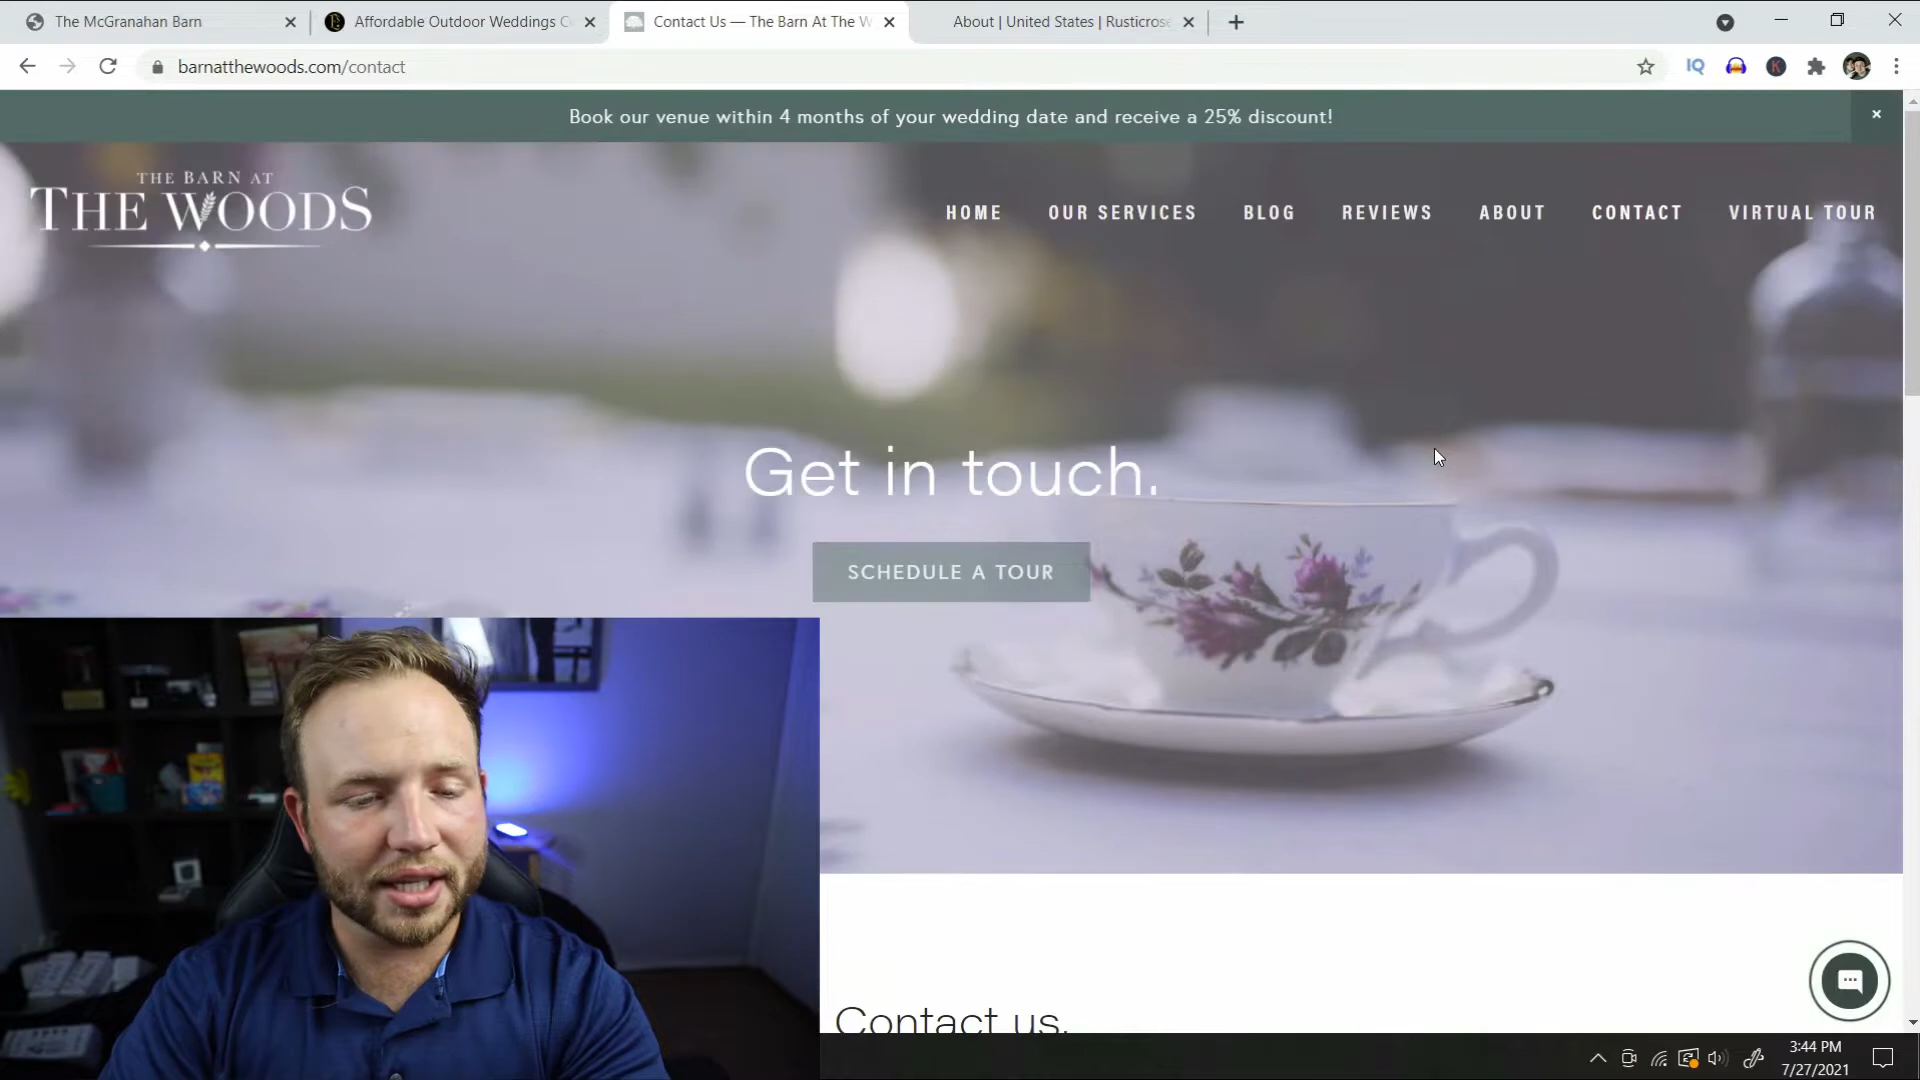 The McGranahan Barn
Affordable Outdoor Weddings C
Contact Us — The Barn At The W
About | United States | Rusticrose
barnatthewoods.com/contact
IQ
K
Book our venue within 4 months of your wedding date and receive a 25% discount!
THE BARN AT
THE WOODS
HOME
OUR SERVICES
BLOG
REVIEWS
ABOUT
CONTACT
VIRTUAL TOUR
Get in touch.
SCHEDULE A TOUR
Contact us.
3:44 PM
7/27/2021